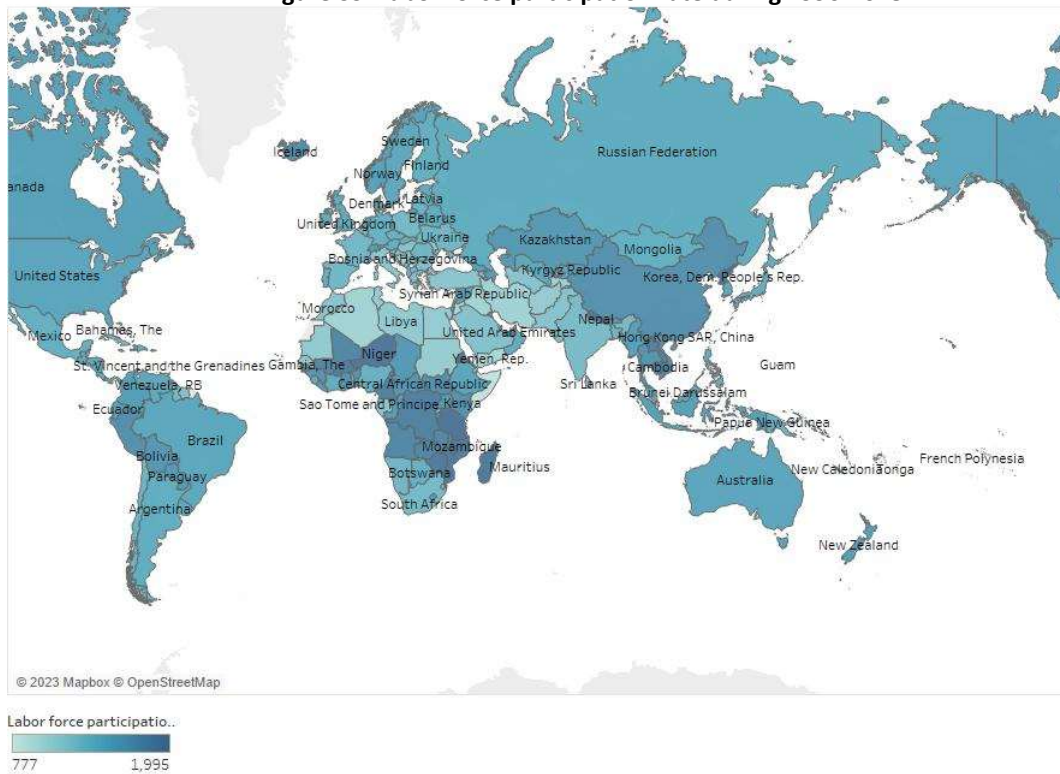 anada
United States
Mexico
Bahamas, The
St. Vincent and the Grenadines
Venezuela, RB
Ecuador
Brazil
Bolivia
Paraguay
Argentina
Iceland
Sweden
Finland
Norway
Denmark
Latvia
United Kingdom
Belarus
Ukraine
Bosnia and Herzegovina
Russian Federation
Kazakhstan
Mongolia
Kyrgyz Republic
Korea, Dem. People's Rep.
Syrian Arab Republic
Morocco
Libya
United Arab Emirates
Nepal
Hong Kong SAR, China
Niger
Gambia, The
Yemen, Rep.
Central African Republic
Cambodia
Guam
Sri Lanka
Brunei Darussalam
Sao Tome and Principe
Kenya
Papua New Guinea
Mozambique
Mauritius
Botswana
South Africa
Australia
New Caledonia
Tonga
French Polynesia
New Zealand
© 2023 Mapbox © OpenStreetMap
Labor force participatio..
777 1,995